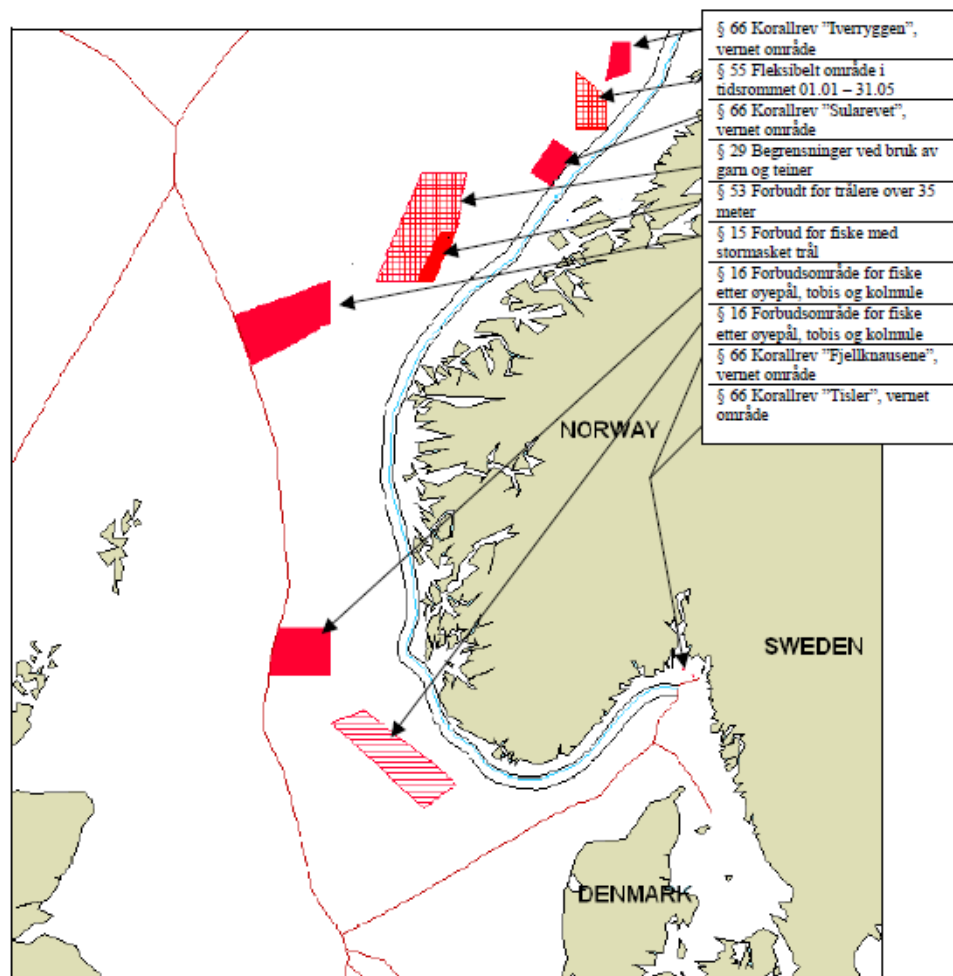 § 66 Korallrev "Iverryggen",
vernet område
§ 55 Fleksibelt område i
tidsrommet 01.01 – 31.05
§ 66 Korallrev "Sularevet",
vernet område
§ 29 Begrensninger ved bruk av
garn og teiner
§ 53 Forbudt for trålere over 35
meter
§ 15 Forbud for fiske med
stormasket trål
§ 16 Forbudsområde for fiske
etter øyepål, tobis og kolmule
§ 16 Forbudsområde for fiske
etter øyepål, tobis og kolmule
§ 66 Korallrev "Fjellknausene",
vernet område
§ 66 Korallrev "Tisler", vernet
område
NORWAY
SWEDEN
DENMARK